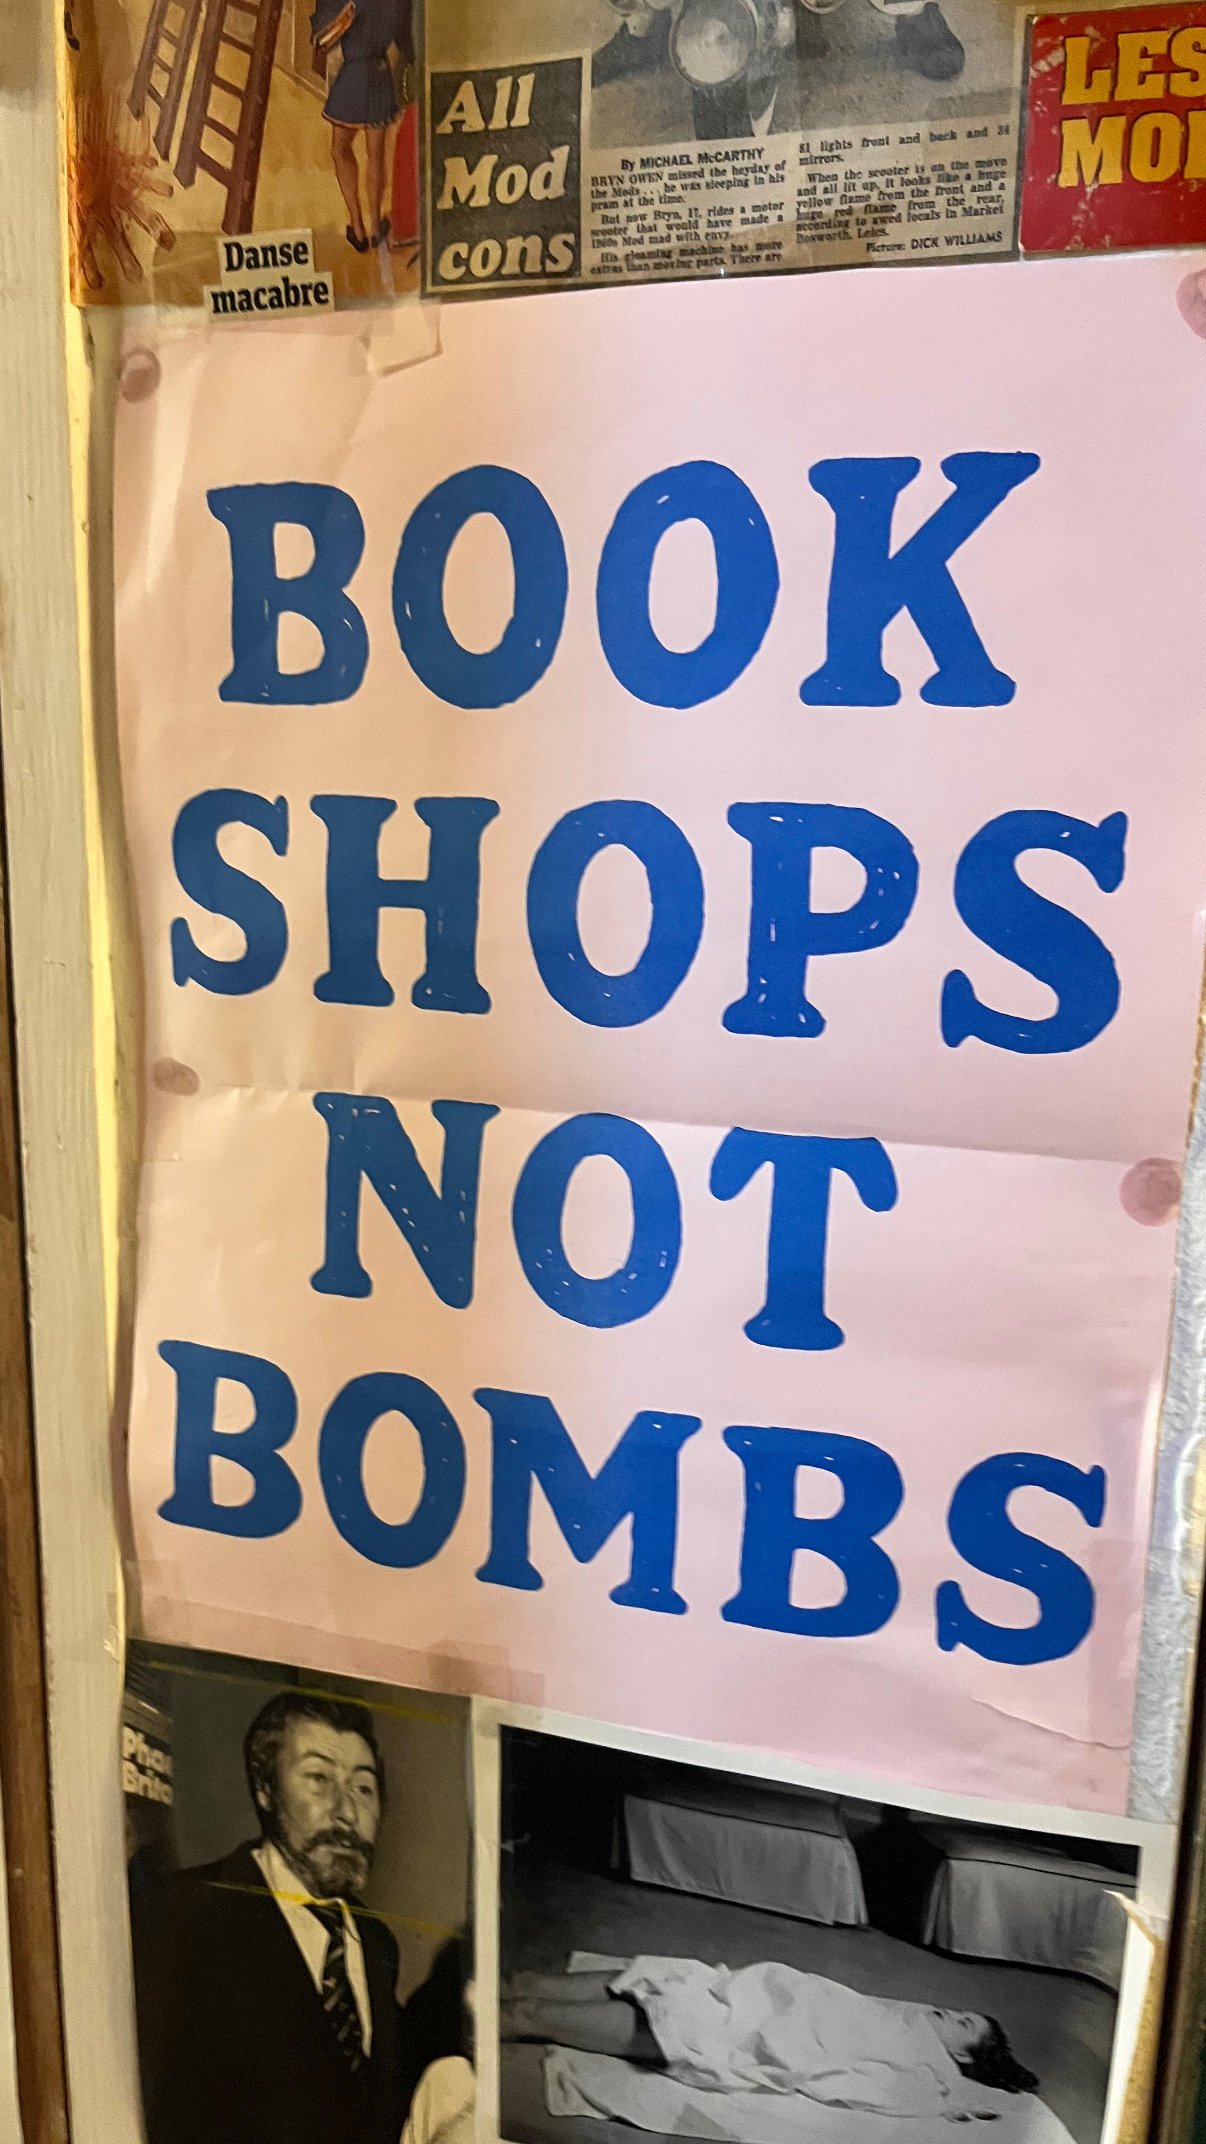 Danse
macabre
All
Mod
cons
By MICHAEL McCARTHY
BRYN OWEN missed the heyday of
the Mods . . . he was sleeping in his
pram at the time.
But now Bryn, 17, rides a motor
scooter that would have made a
1960s Mod mad with envy.
His gleaming machine has more
extras than moving parts. There are
81 lights front and back and 34
mirrors.
When the scooter is on the move
and all lit up, it looks like a huge
yellow flame from the front and a
huge red flame from the rear,
according to awed locals in Market
Bosworth, Leics.
Picture: DICK WILLIAMS
LES
MO
BOOK
SHOPS
NOT
BOMBS